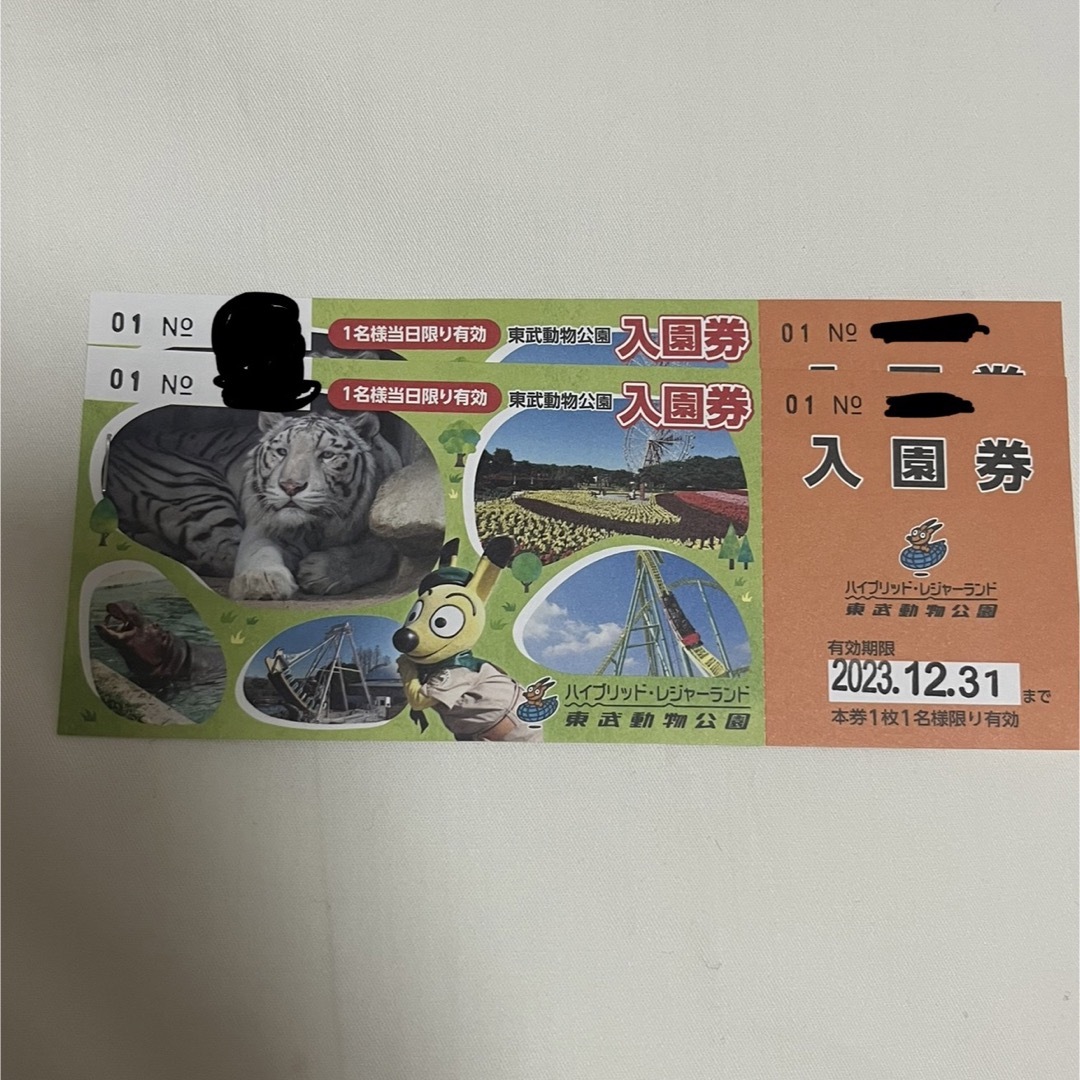 01 No
1名様当日限り有効 東武動物公園 入園券
01 No
01 No
1名様当日限り有効 東武動物公園 入園券
01 No
入園券
ハイブリッド・レジャーランド
東武動物公園
ハイブリッド・レジャーランド
東武動物公園
有効期限
2023.12.31まで
本券1枚1名様限り有効